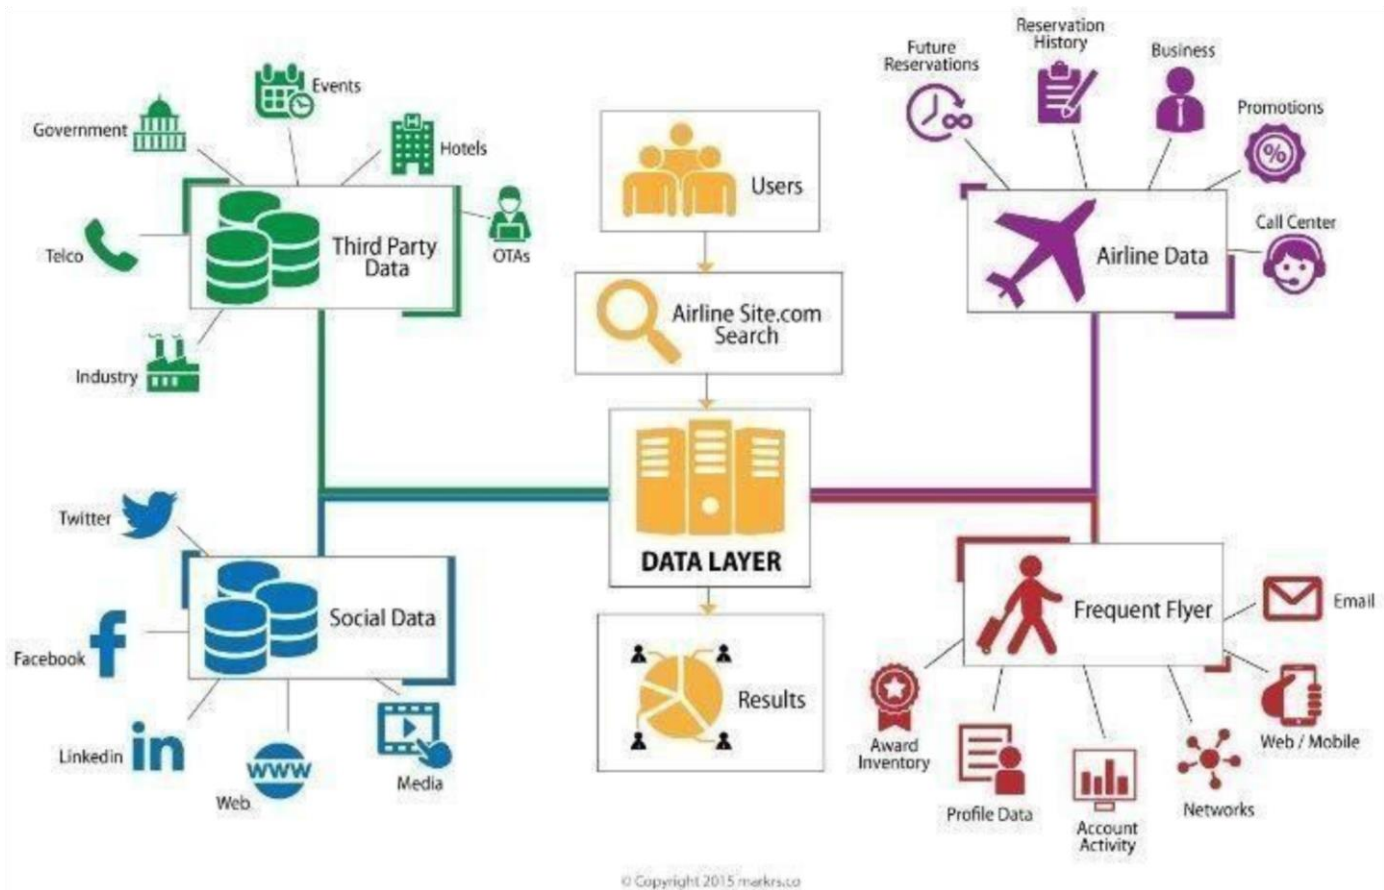 Government
Events
Hotels
Telco
Third Party
Data
OTAs
Industry
Users
Airline Site.com
Search
DATA LAYER
Results
Future
Reservations
Reservation
History
Business
Promotions
%
Call Center
Airline Data
Twitter
Social Data
Facebook
Linkedin
in
Web
www
Media
Frequent Flyer
Email
Web / Mobile
Award
Inventory
Profile Data
Account
Activity
Networks
© Copyright 2015 markrs.co